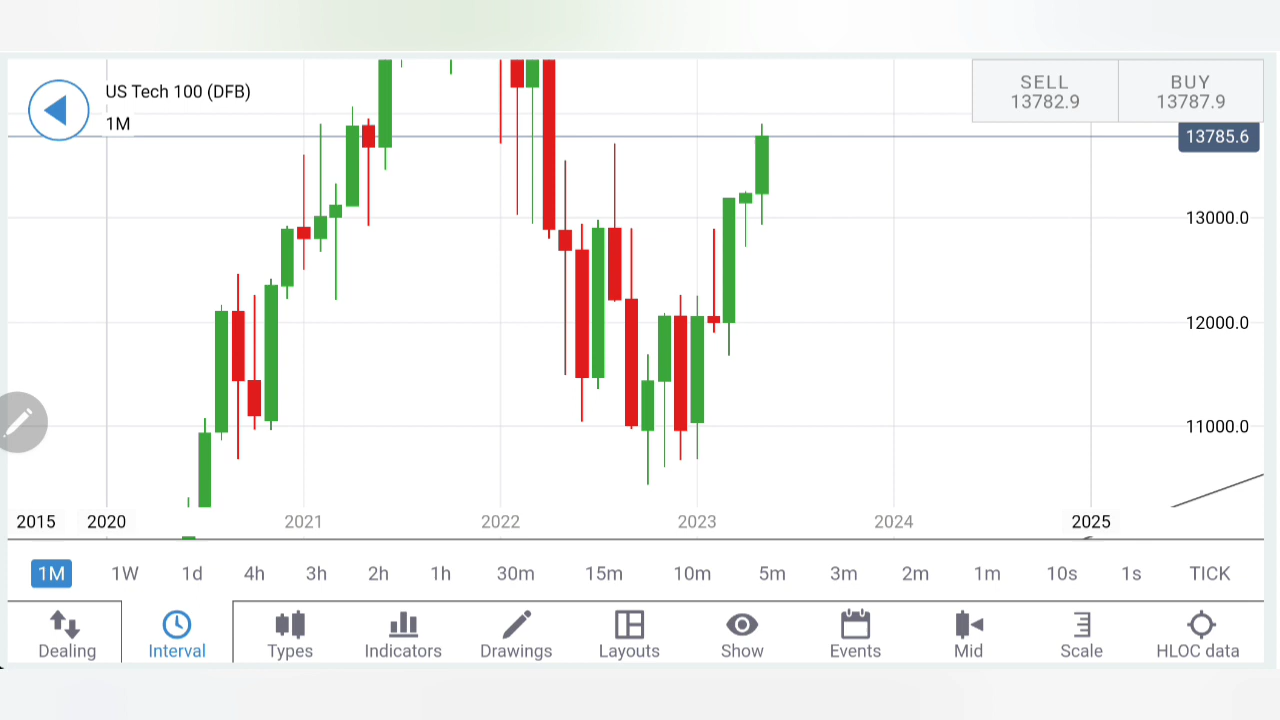 US Tech 100 (DFB)
1M
SELL
13782.9
BUY
13787.9
13785.6
13000.0
12000.0
11000.0
2015 2020 2021 2022 2023 2024 2025
1M 1W 1d 4h 3h 2h 1h 30m 15m 10m 5m 3m 2m 1m 10s 1s TICK
Dealing Interval Types Indicators Drawings Layouts Show Events Mid Scale HLOC data